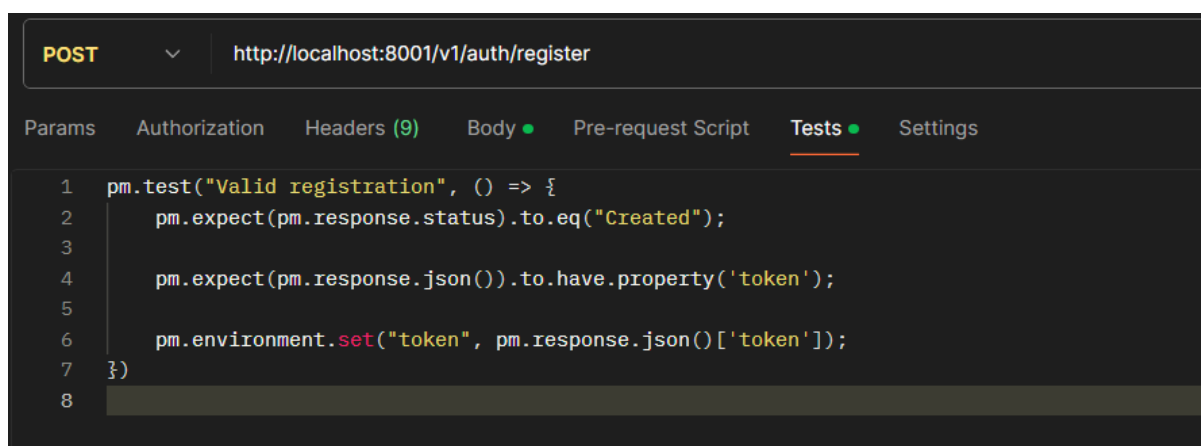 POST http://localhost:8001/v1/auth/register
Params Authorization Headers (9) Body Pre-request Script Tests Settings
1 pm.test("Valid registration", () => {
2 pm.expect(pm.response.status).to.eq("Created");
3
4 pm.expect(pm.response.json()).to.have.property('token');
5
6 pm.environment.set("token", pm.response.json()['token']);
7 })
8